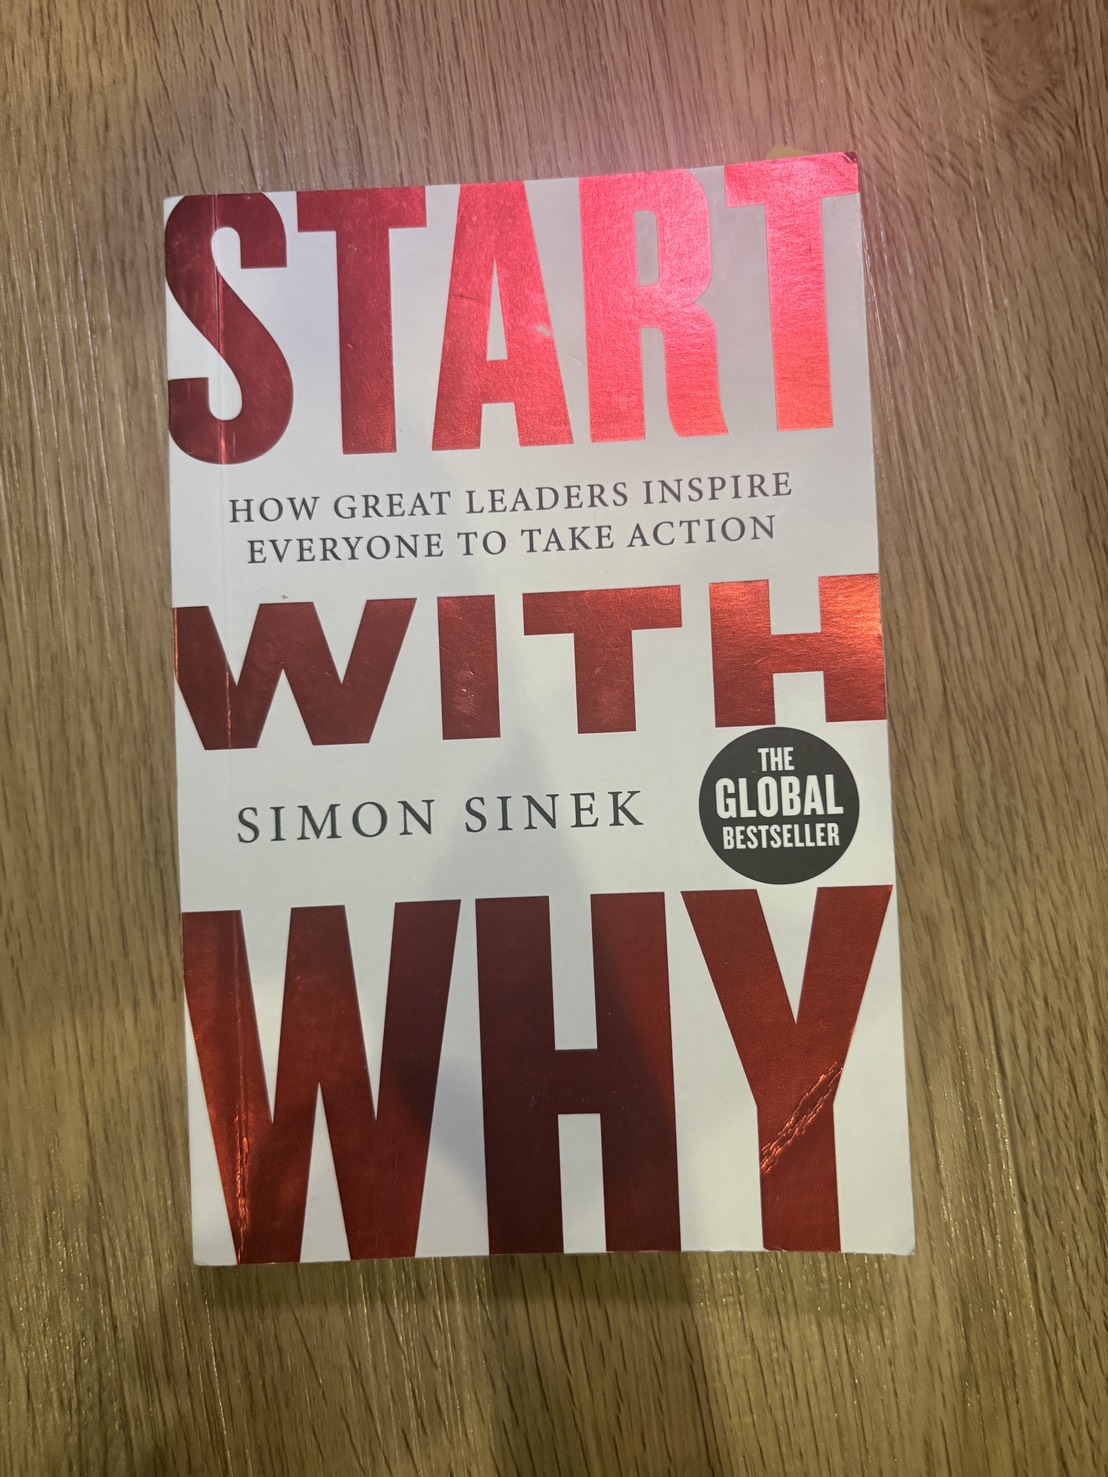 START
HOW GREAT LEADERS INSPIRE
EVERYONE TO TAKE ACTION
WITH
SIMON SINEK
THE
GLOBAL
BESTSELLER
WHY